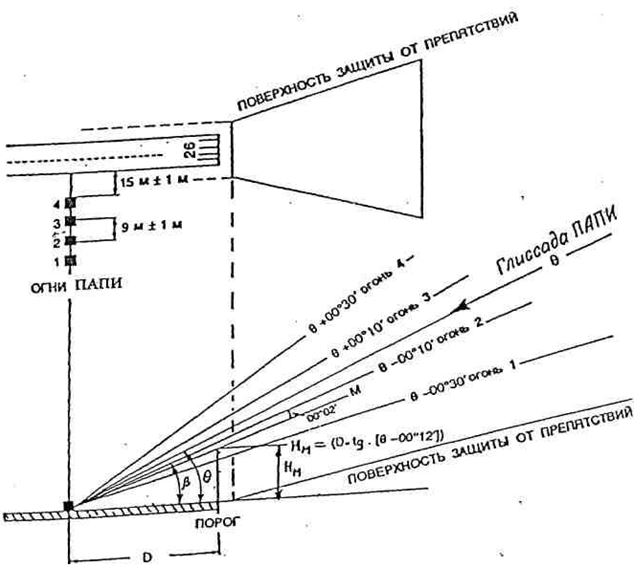 ПОВЕРХНОСТЬ ЗАЩИТЫ ОТ ПРЕПЯТСТВИЙ
26
15 м ± 1 м
4
3
9 м ± 1 м
2
1
ОГНИ ПАПИ
Глиссада ПАПИ
θ
θ +00°30′ огонь 4
θ +00°10′ огонь 3
θ −00°10′ огонь 2
θ −00°30′ огонь 1
00°02′
M
Hм = (D·tg · [θ −00°12′])
Hм
β
θ
ПОВЕРХНОСТЬ ЗАЩИТЫ ОТ ПРЕПЯТСТВИЙ
ПОРОГ
D